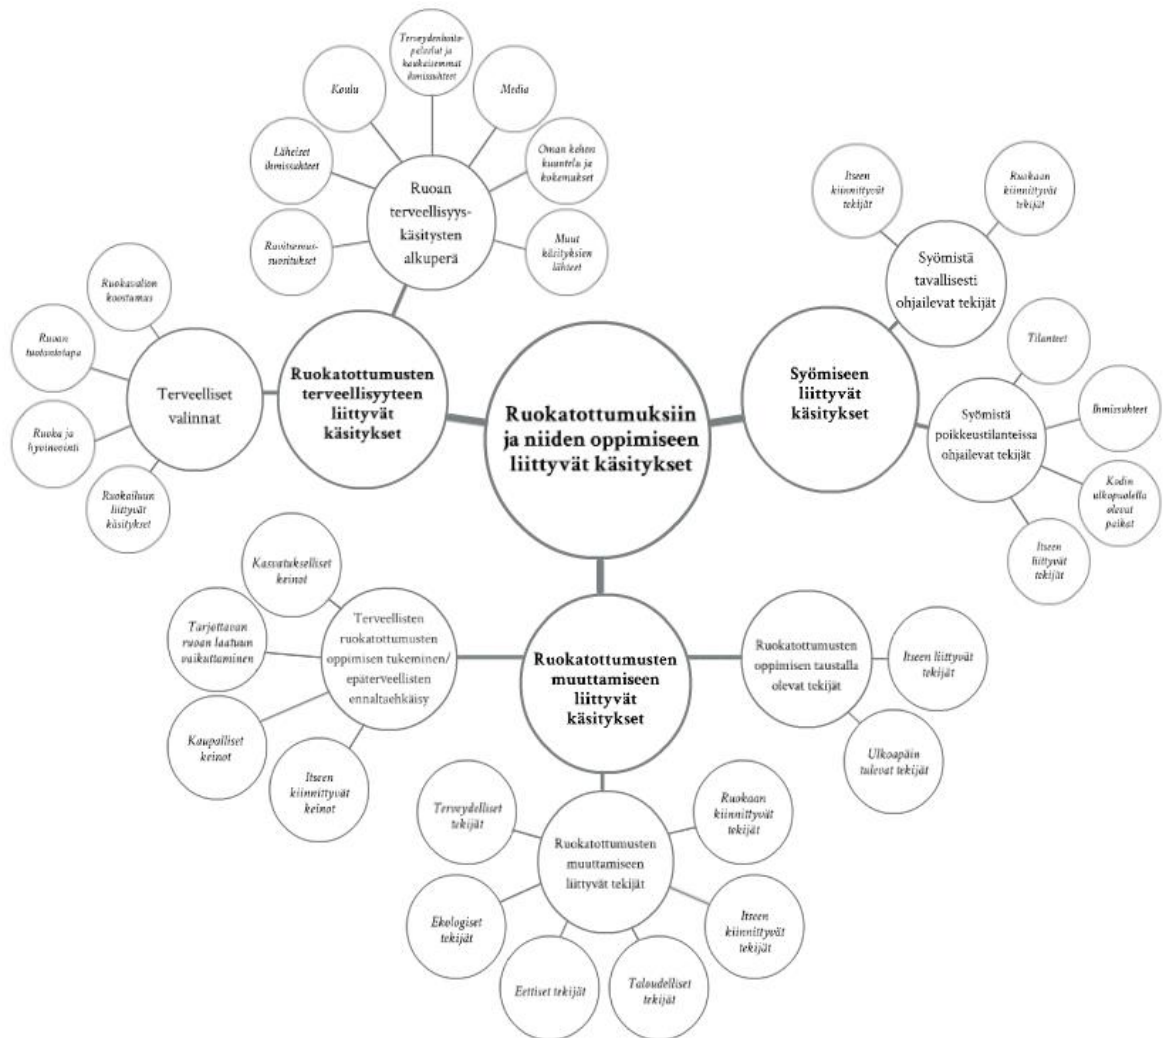 Terveydenhoito-
palvelut ja
kaukaisemmat
ihmissuhteet
Koulu
Media
Läheiset
ihmissuhteet
Oman kehon
kuuntelu ja
kokemukset
Ravitsemus-
suositukset
Muut
käsityksien
lähteet
Ruoan
terveellisyys-
käsitysten
alkuperä
Ruokavalion
koostumus
Ruoan
tuotantotapa
Ruoka ja
hyvinvointi
Ruokailuun
liittyvät
käsitykset
Terveelliset
valinnat
Ruokatottumusten
terveellisyyteen
liittyvät
käsitykset
Ruokatottumuksiin
ja niiden oppimiseen
liittyvät käsitykset
Syömiseen
liittyvät
käsitykset
Itseen
kiinnittyvät
tekijät
Ruokaan
kiinnittyvät
tekijät
Syömistä
tavallisesti
ohjailevat tekijät
Tilanteet
Ihmissuhteet
Syömistä
poikkeustilanteissa
ohjailevat tekijät
Kodin
ulkopuolella
olevat
paikat
Itseen
liittyvät
tekijät
Kasvatukselliset
keinot
Tarjottavan
ruoan laatuun
vaikuttaminen
Kaupalliset
keinot
Itseen
kiinnittyvät
keinot
Terveellisten
ruokatottumusten
oppimisen tukeminen/
epäterveellisten
ennaltaehkäisy
Ruokatottumusten
muuttamiseen
liittyvät
käsitykset
Ruokatottumusten
oppimisen taustalla
olevat tekijät
Itseen liittyvät
tekijät
Ulkoapäin
tulevat tekijät
Terveydelliset
tekijät
Ruokaan
kiinnittyvät
tekijät
Ruokatottumusten
muuttamiseen
liittyvät tekijät
Ekologiset
tekijät
Itseen
kiinnittyvät
tekijät
Eettiset tekijät
Taloudelliset
tekijät